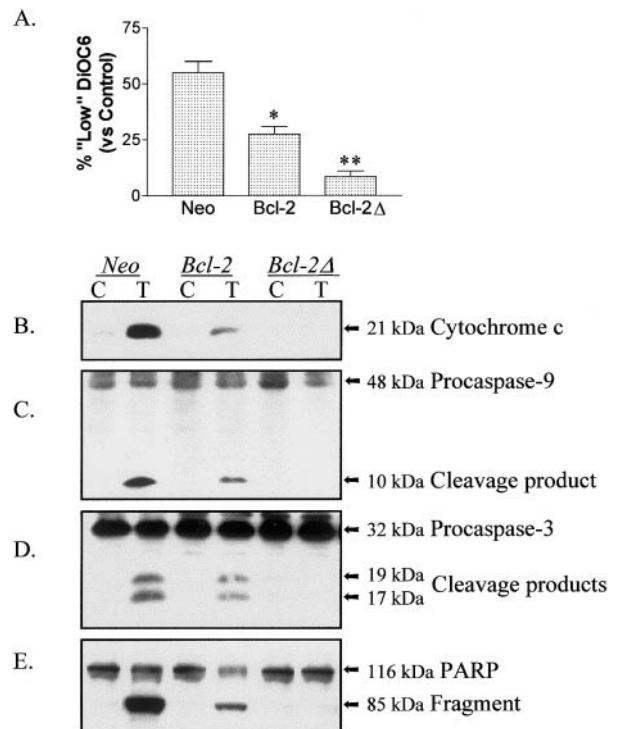 A.
% "Low" DiOC6
(vs Control)
75
50
25
0
*
**
Neo Bcl-2 Bcl-2Δ
Neo Bcl-2 Bcl-2Δ
C T C T C T
B.
21 kDa Cytochrome c
C.
48 kDa Procaspase-9
10 kDa Cleavage product
D.
32 kDa Procaspase-3
19 kDa
Cleavage products
17 kDa
E.
116 kDa PARP
85 kDa Fragment